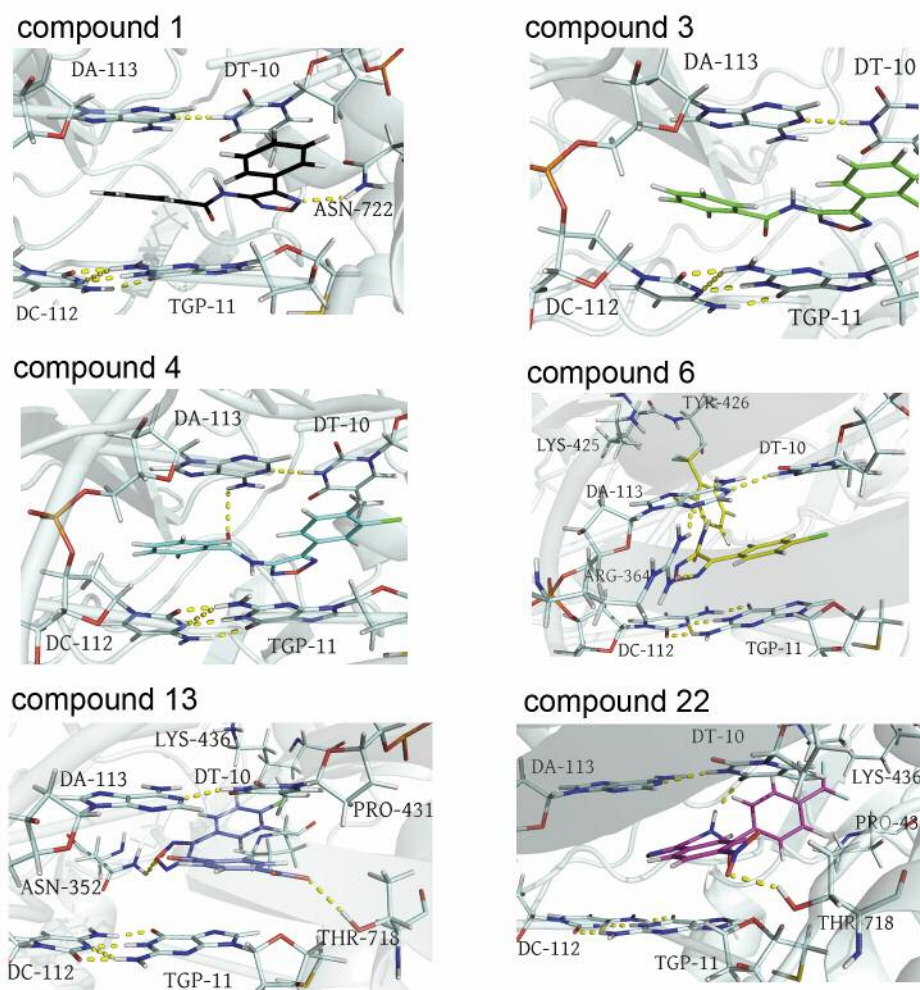 compound 1
DA-113
DT-10
ASN-722
DC-112
TGP-11
compound 3
DA-113
DT-10
DC-112
TGP-11
compound 4
DA-113
DT-10
DC-112
TGP-11
compound 6
TYR-426
LYS-425
DT-10
DA-113
ARG-364
DC-112
TGP-11
compound 13
LYS-436
DA-113
DT-10
PRO-431
ASN-352
THR-718
DC-112
TGP-11
compound 22
DT-10
DA-113
LYS-436
PRO-43
THR-718
DC-112
TGP-11